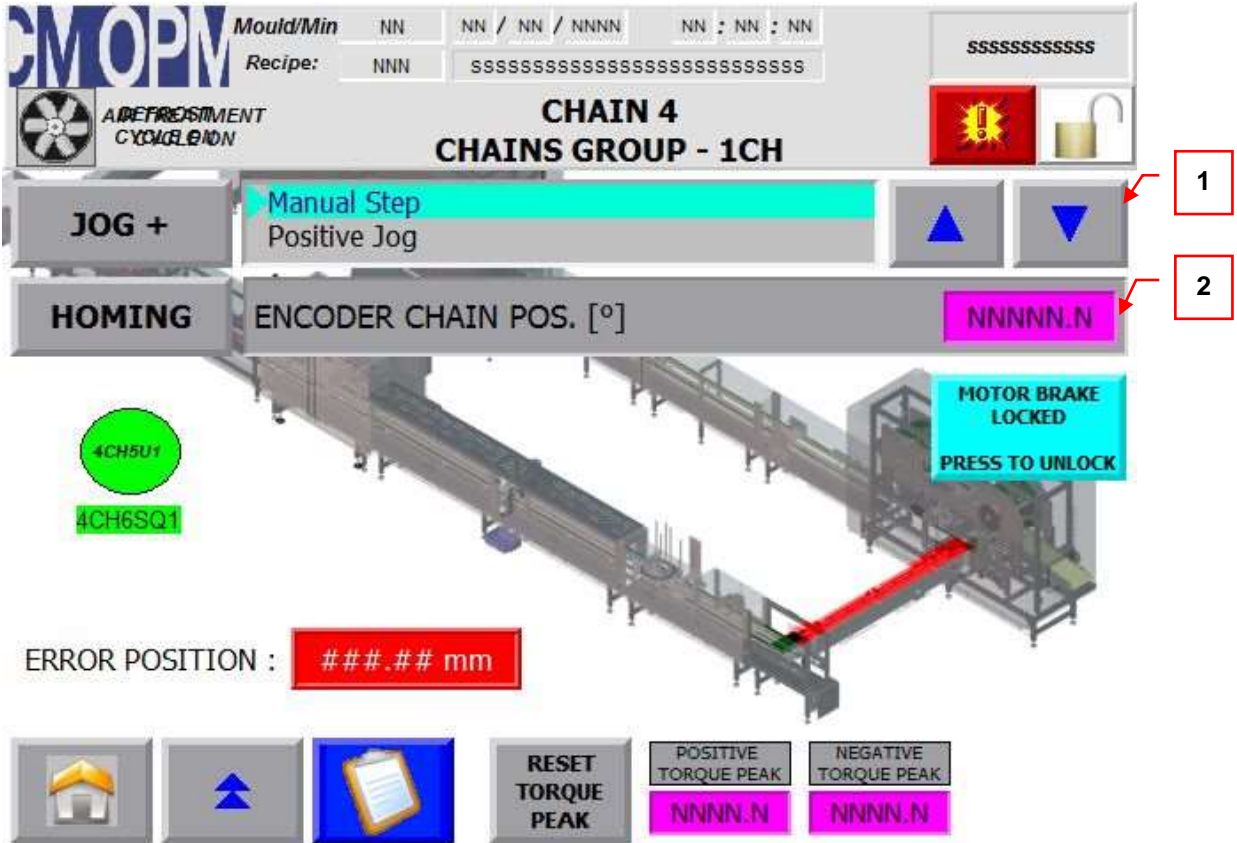 CMOPM
Mould/Min NN NN / NN / NNNN NN : NN : NN
Recipe: NNN SSSSSSSSSSSSSSSSSSSSSSSSSSSS
SSSSSSSSSSSS
CHAIN 4
CHAINS GROUP - 1CH
1
JOG +
Manual Step
Positive Jog
2
HOMING
ENCODER CHAIN POS. [º]
NNNNN.N
MOTOR BRAKE
LOCKED
PRESS TO UNLOCK
4CH5U1
4CH6SQ1
ERROR POSITION :
###.## mm
RESET
TORQUE
PEAK
POSITIVE
TORQUE PEAK
NNNN.N
NEGATIVE
TORQUE PEAK
NNNN.N